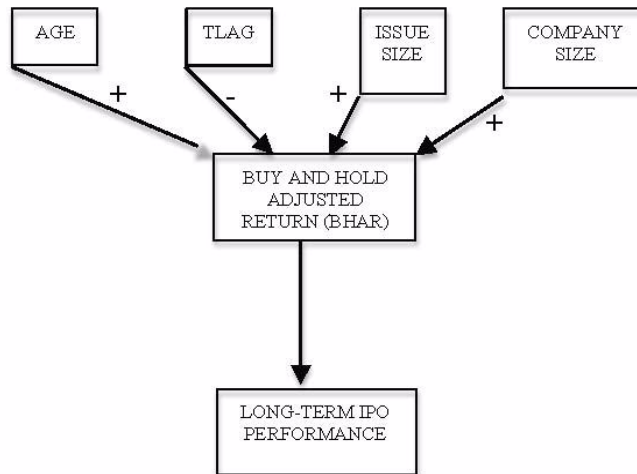 AGE
TLAG
ISSUE
SIZE
COMPANY
SIZE
+
-
+
+
BUY AND HOLD
ADJUSTED
RETURN (BHAR)
LONG-TERM IPO
PERFORMANCE